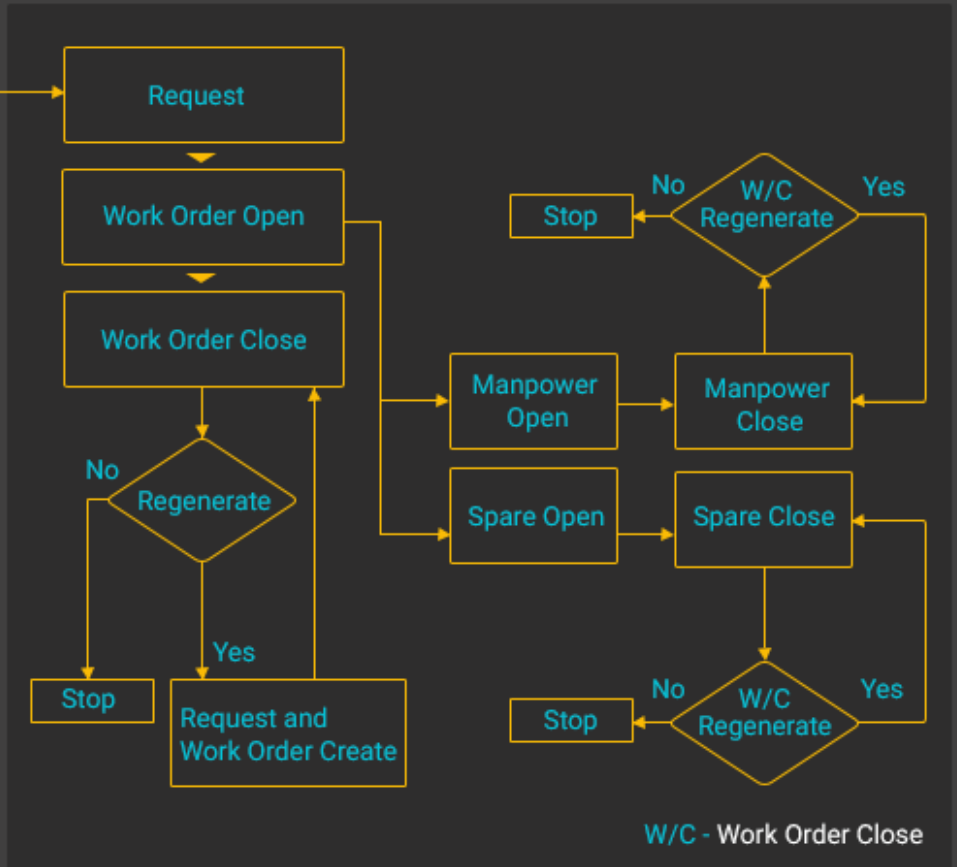 Request
Work Order Open
Work Order Close
No
Regenerate
Yes
Stop
Request and
Work Order Create
No
W/C
Regenerate
Yes
Stop
Manpower
Open
Manpower
Close
Spare Open
Spare Close
No
W/C
Regenerate
Yes
Stop
W/C - Work Order Close